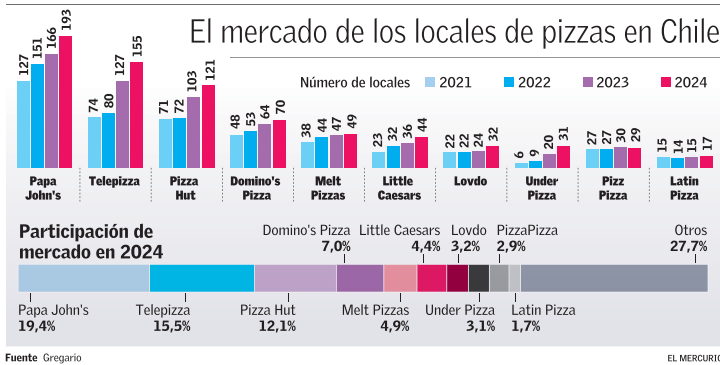 El mercado de los locales de pizzas en Chile
Número de locales 2021 2022 2023 2024
127 151 166 193
74 80 127 155
71 72 103 121
48 53 64 70
38 44 47 49
23 32 36 44
22 22 24 32
6 9 20 31
27 27 30 29
15 14 15 17
Papa John's
Telepizza
Pizza Hut
Domino's Pizza
Melt Pizzas
Little Caesars
Lovdo
Under Pizza
Pizz Pizza
Latin Pizza
Participación de
mercado en 2024
Domino's Pizza
7,0%
Little Caesars
4,4%
Lovdo
3,2%
PizzaPizza
2,9%
Otros
27,7%
Papa John's
19,4%
Telepizza
15,5%
Pizza Hut
12,1%
Melt Pizzas
4,9%
Under Pizza
3,1%
Latin Pizza
1,7%
Fuente Gregario
EL MERCURIO